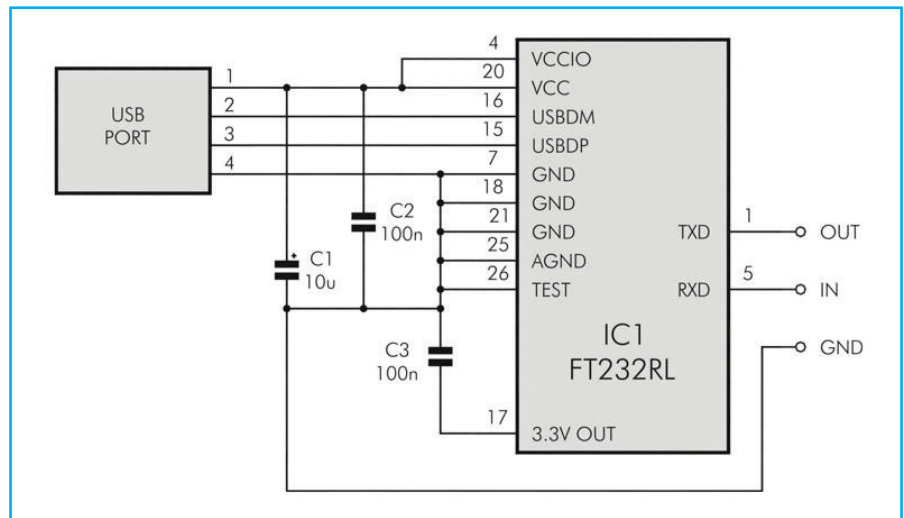 USB
PORT
1
2
3
4
4
20
16
15
7
18
21
25
26
17
VCCIO
VCC
USBDM
USBDP
GND
GND
GND
AGND
TEST
3.3V OUT
TXD
RXD
1
5
OUT
IN
GND
IC1
FT232RL
C2
100n
+
C1
10u
C3
100n